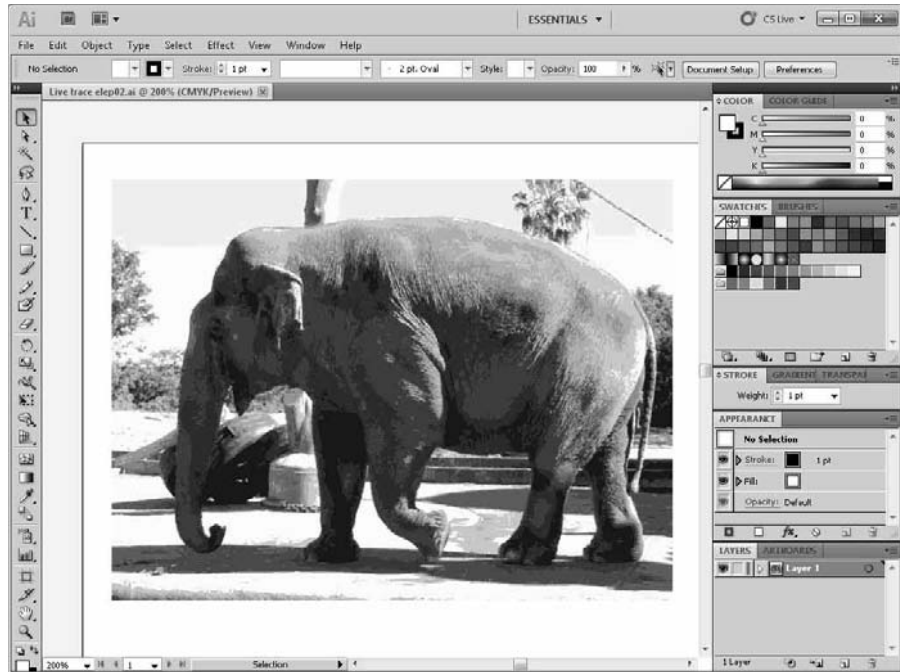 Ai Br ESSENTIALS CS Live
File Edit Object Type Select Effect View Window Help
No Selection Stroke: 1 pt 2 pt. Oval Style: Opacity: 100 % Document Setup Preferences
Live trace elep02.ai @ 200% (CMYK/Preview)
COLOR COLOR GUIDE
C 0 %
M 0 %
Y 0 %
K 0 %
SWATCHES BRUSHES
STROKE GRADIENT TRANSPAI
Weight: 1 pt
APPEARANCE
No Selection
Stroke: 1 pt
Fill:
Opacity: Default
fx
LAYERS ARTBOARDS
Layer 1
200% 1 Selection
1 Layer